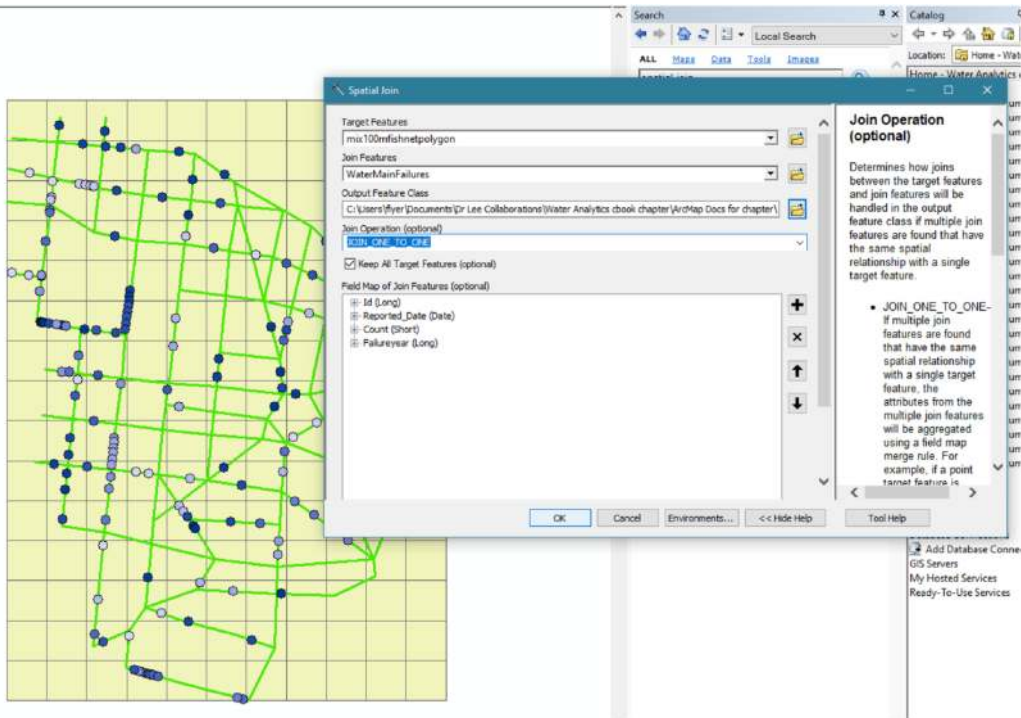 Search
Catalog
Local Search
ALL Maps Data Tools Images
Location: Home - Wat
Home - Water Analytics
Spatial Join
Target Features
mix100mfishnetpolygon
Join Features
WaterMainFailures
Output Feature Class
C:\Users\flyer\Documents\Dr Lee Collaborations\Water Analytics cbook chapter\ArcMap Docs for chapter\
Join Operation (optional)
JOIN_ONE_TO_ONE
Keep All Target Features (optional)
Field Map of Join Features (optional)
Id (Long)
Reported_Date (Date)
Count (Short)
Failureyear (Long)
OK
Cancel
Environments...
<< Hide Help
Tool Help
Join Operation
(optional)
Determines how joins
between the target features
and join features will be
handled in the output
feature class if multiple join
features are found that have
the same spatial
relationship with a single
target feature.
• JOIN_ONE_TO_ONE-
If multiple join
features are found
that have the same
spatial relationship
with a single target
feature, the
attributes from the
multiple join features
will be aggregated
using a field map
merge rule. For
example, if a point
target feature is
Add Database Conne
GIS Servers
My Hosted Services
Ready-To-Use Services